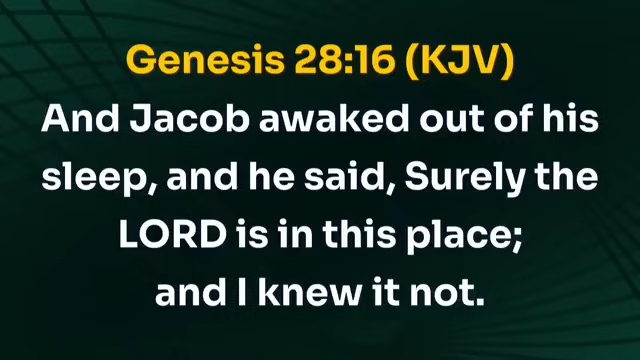 Genesis 28:16 (KJV)
And Jacob awaked out of his
sleep, and he said, Surely the
LORD is in this place;
and I knew it not.